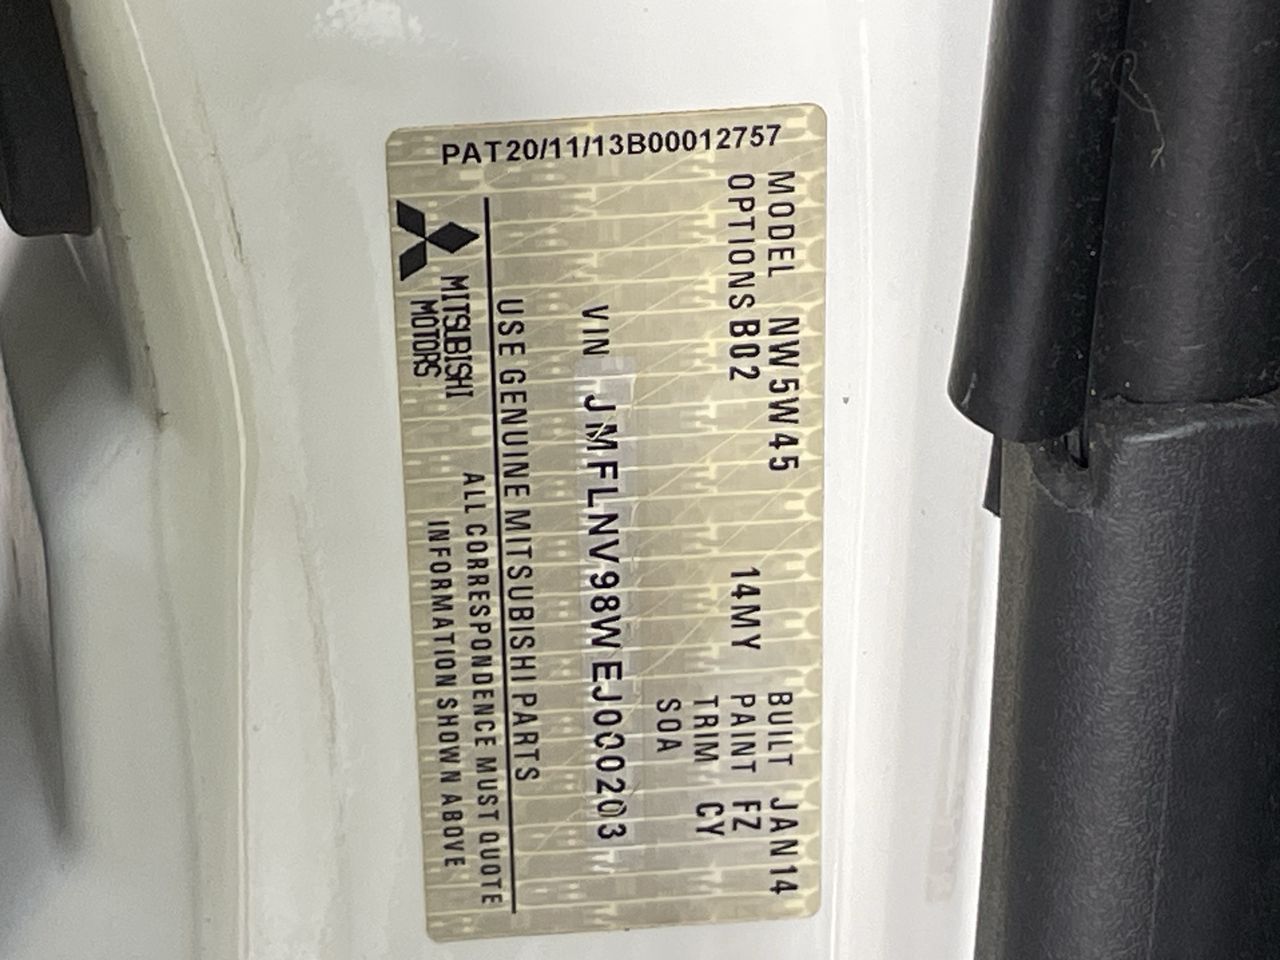 PAT20/11/13B00012757
MODEL NW5W45 BUILT JAN14
OPTIONS B02 14MY PAINT FZ
TRIM CY
SOA
VIN JMFLNV98WEJ000203
USE GENUINE MITSUBISHI PARTS
MITSUBISHI MOTORS
ALL CORRESPONDENCE MUST QUOTE
INFORMATION SHOWN ABOVE